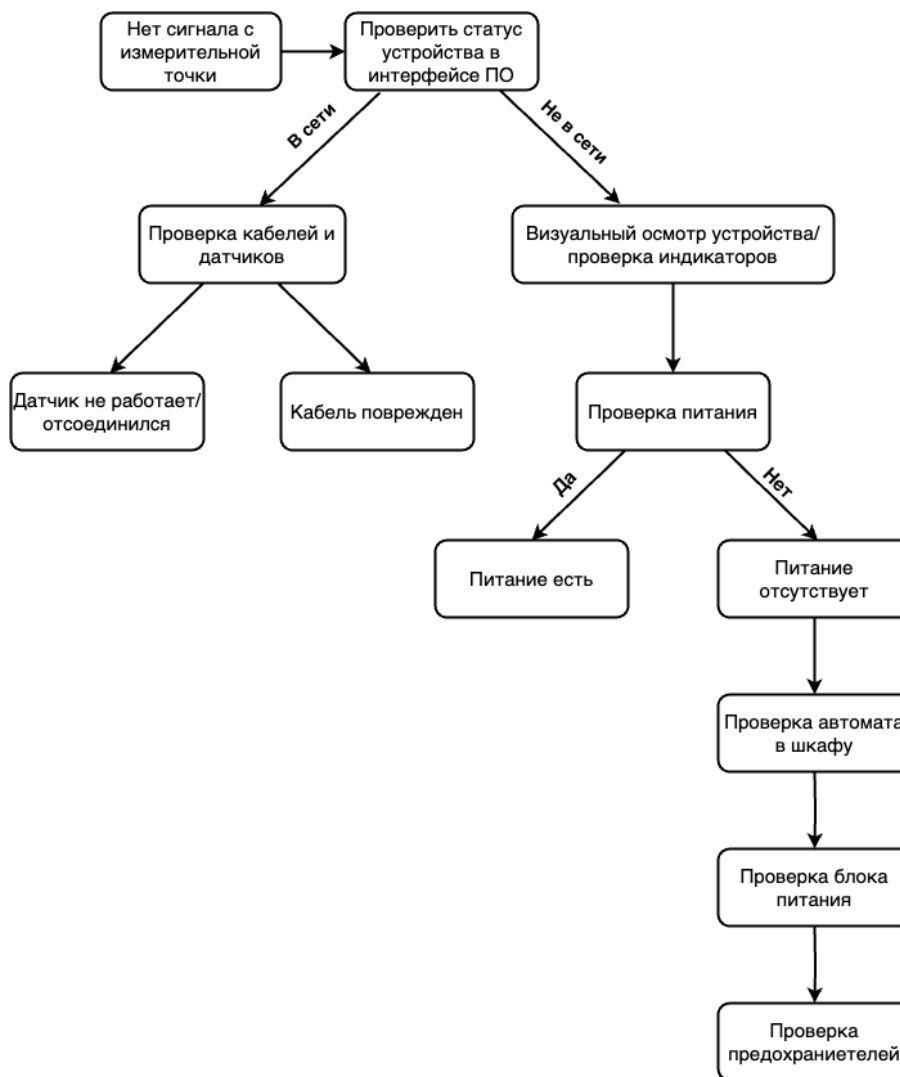 Нет сигнала с
измерительной
точки
Проверить статус
устройства в
интерфейсе ПО
В сети
Не в сети
Проверка кабелей и
датчиков
Визуальный осмотр устройства/
проверка индикаторов
Датчик не работает/
отсоединился
Кабель поврежден
Проверка питания
Да
Нет
Питание есть
Питание
отсутствует
Проверка автомата
в шкафу
Проверка блока
питания
Проверка
предохраниетелей